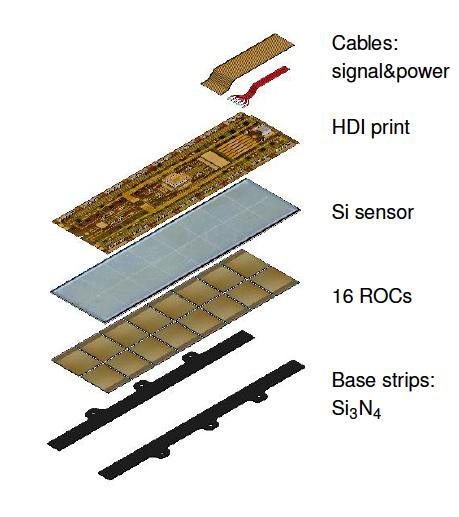 Cables:
signal&power
HDI print
Si sensor
16 ROCs
Base strips:
Si₃N₄